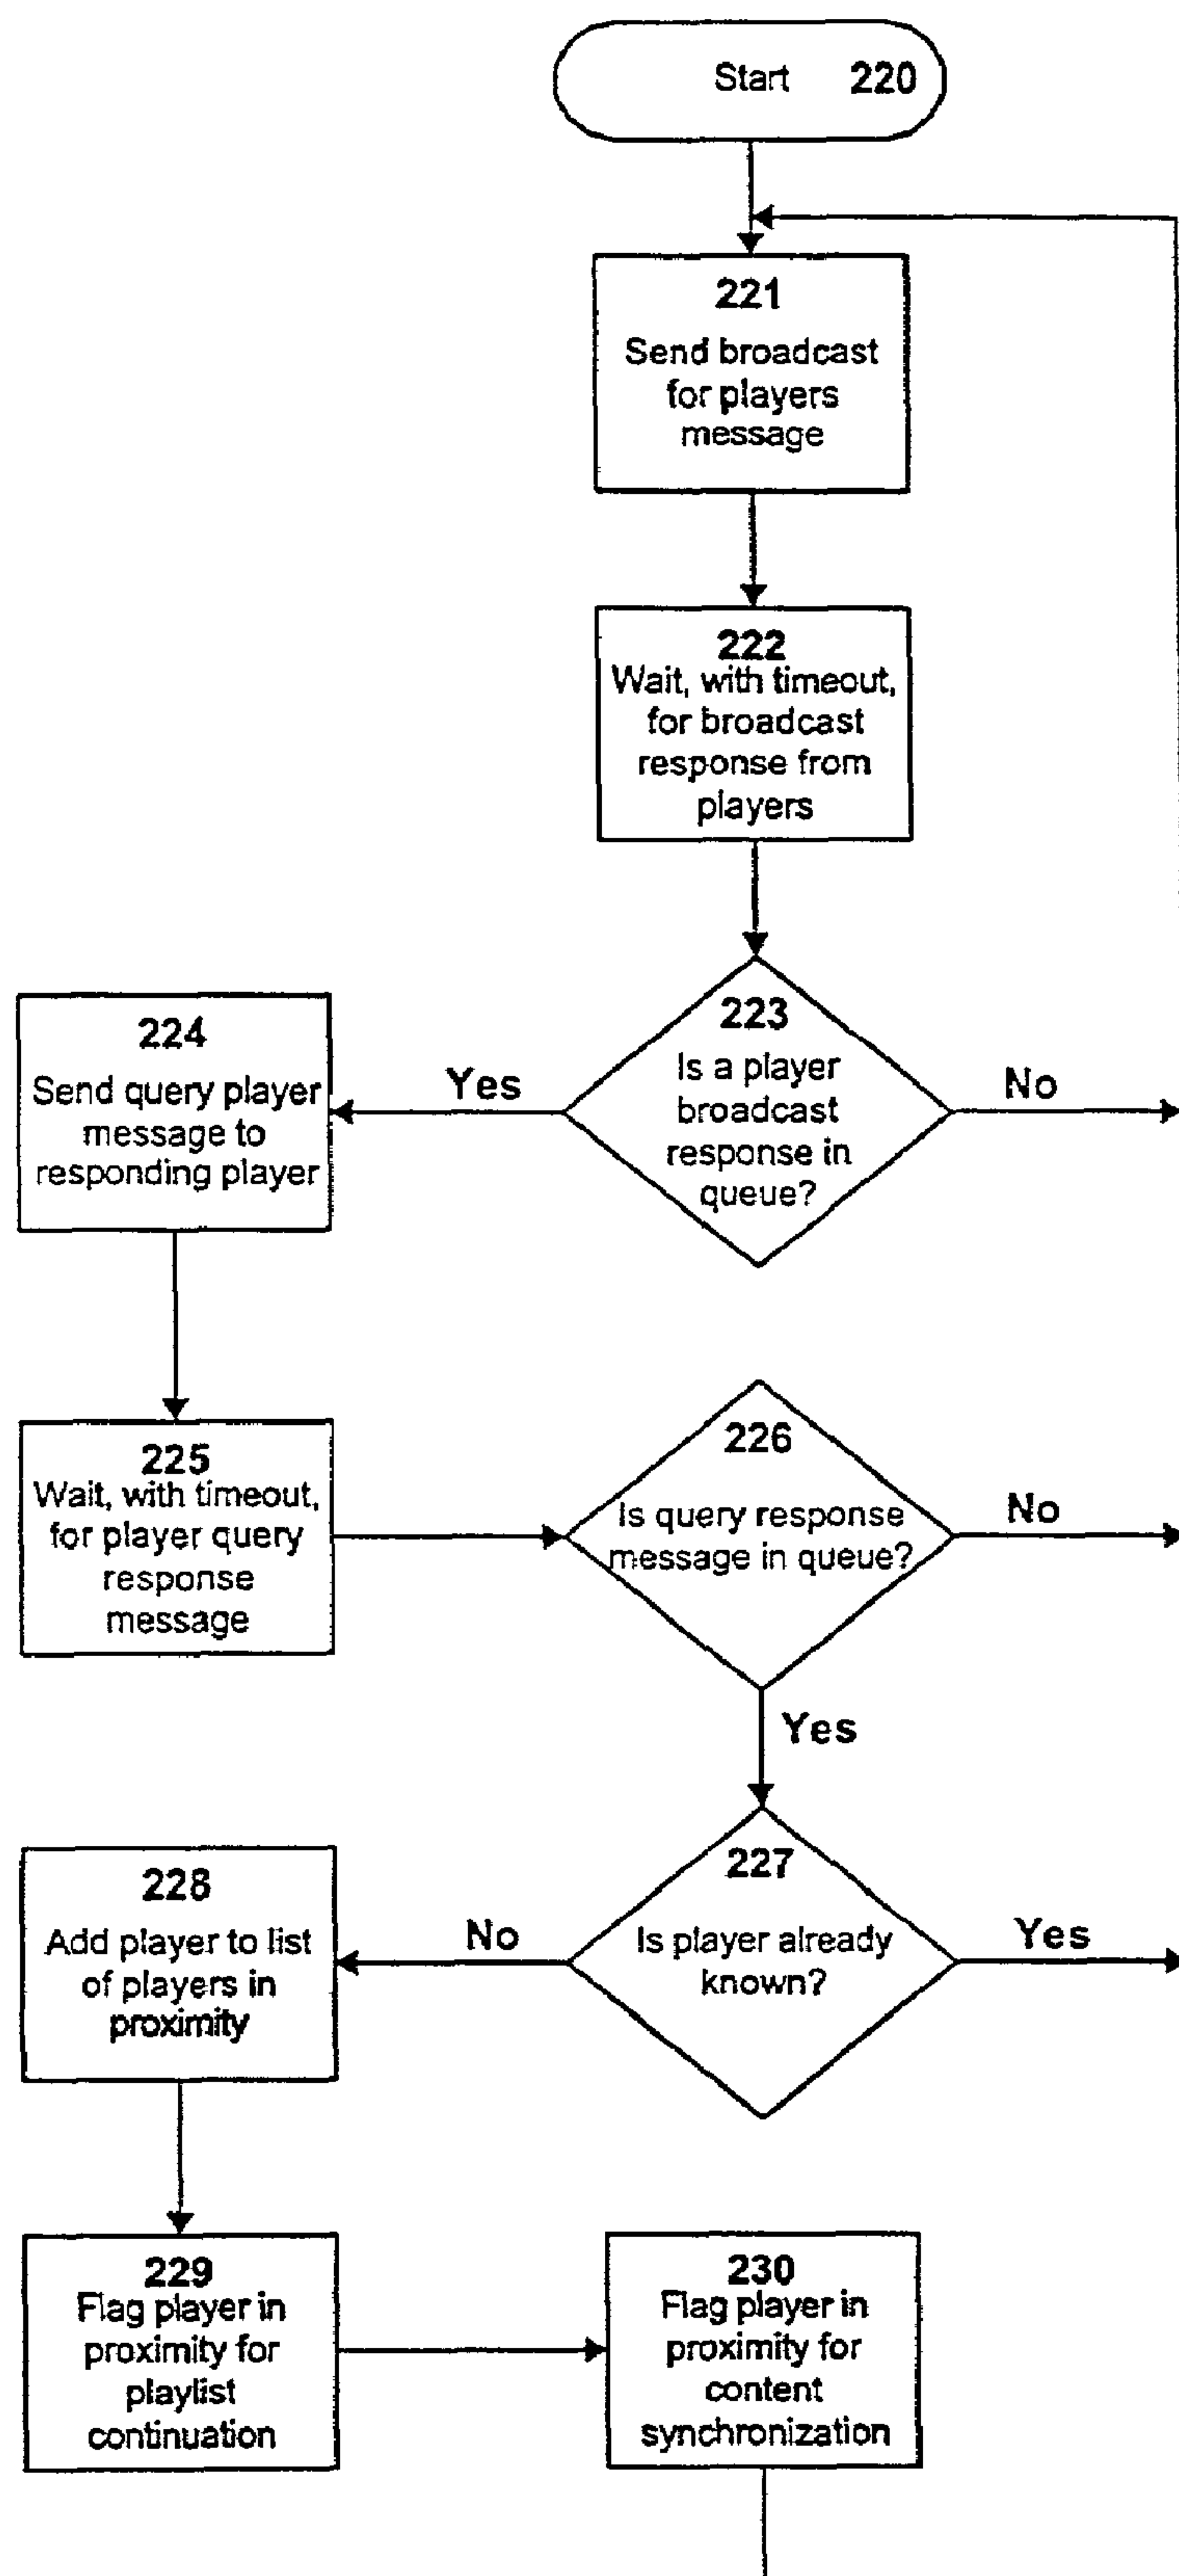 Start 220
221
Send broadcast
for players
message
222
Wait, with timeout,
for broadcast
response from
players
223
Is a player
broadcast
response in
queue?
Yes
No
224
Send query player
message to
responding player
225
Wait, with timeout,
for player query
response
message
226
Is query response
message in queue?
No
Yes
227
Is player already
known?
No
Yes
228
Add player to list
of players in
proximity
229
Flag player in
proximity for
playlist
continuation
230
Flag player in
proximity for
content
synchronization